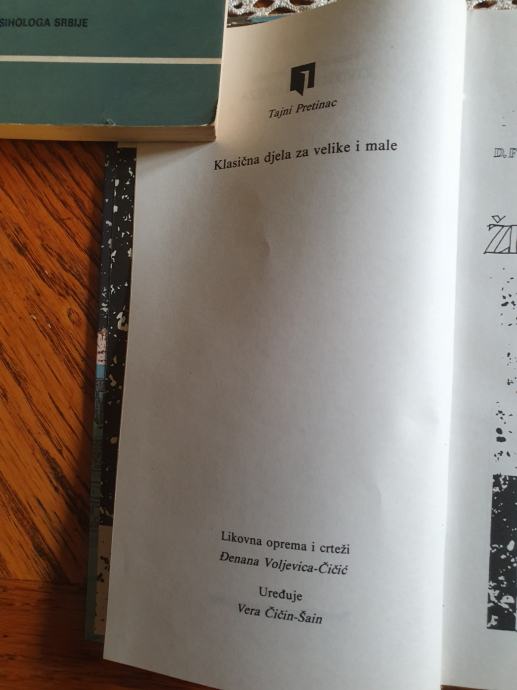 SIHOLOGA SRBIJE
Tajni Pretinac
Klasična djela za velike i male
D.F
ŽA
Likovna oprema i crteži
Đenana Voljevica-Čičić
Uređuje
Vera Čičin-Šain